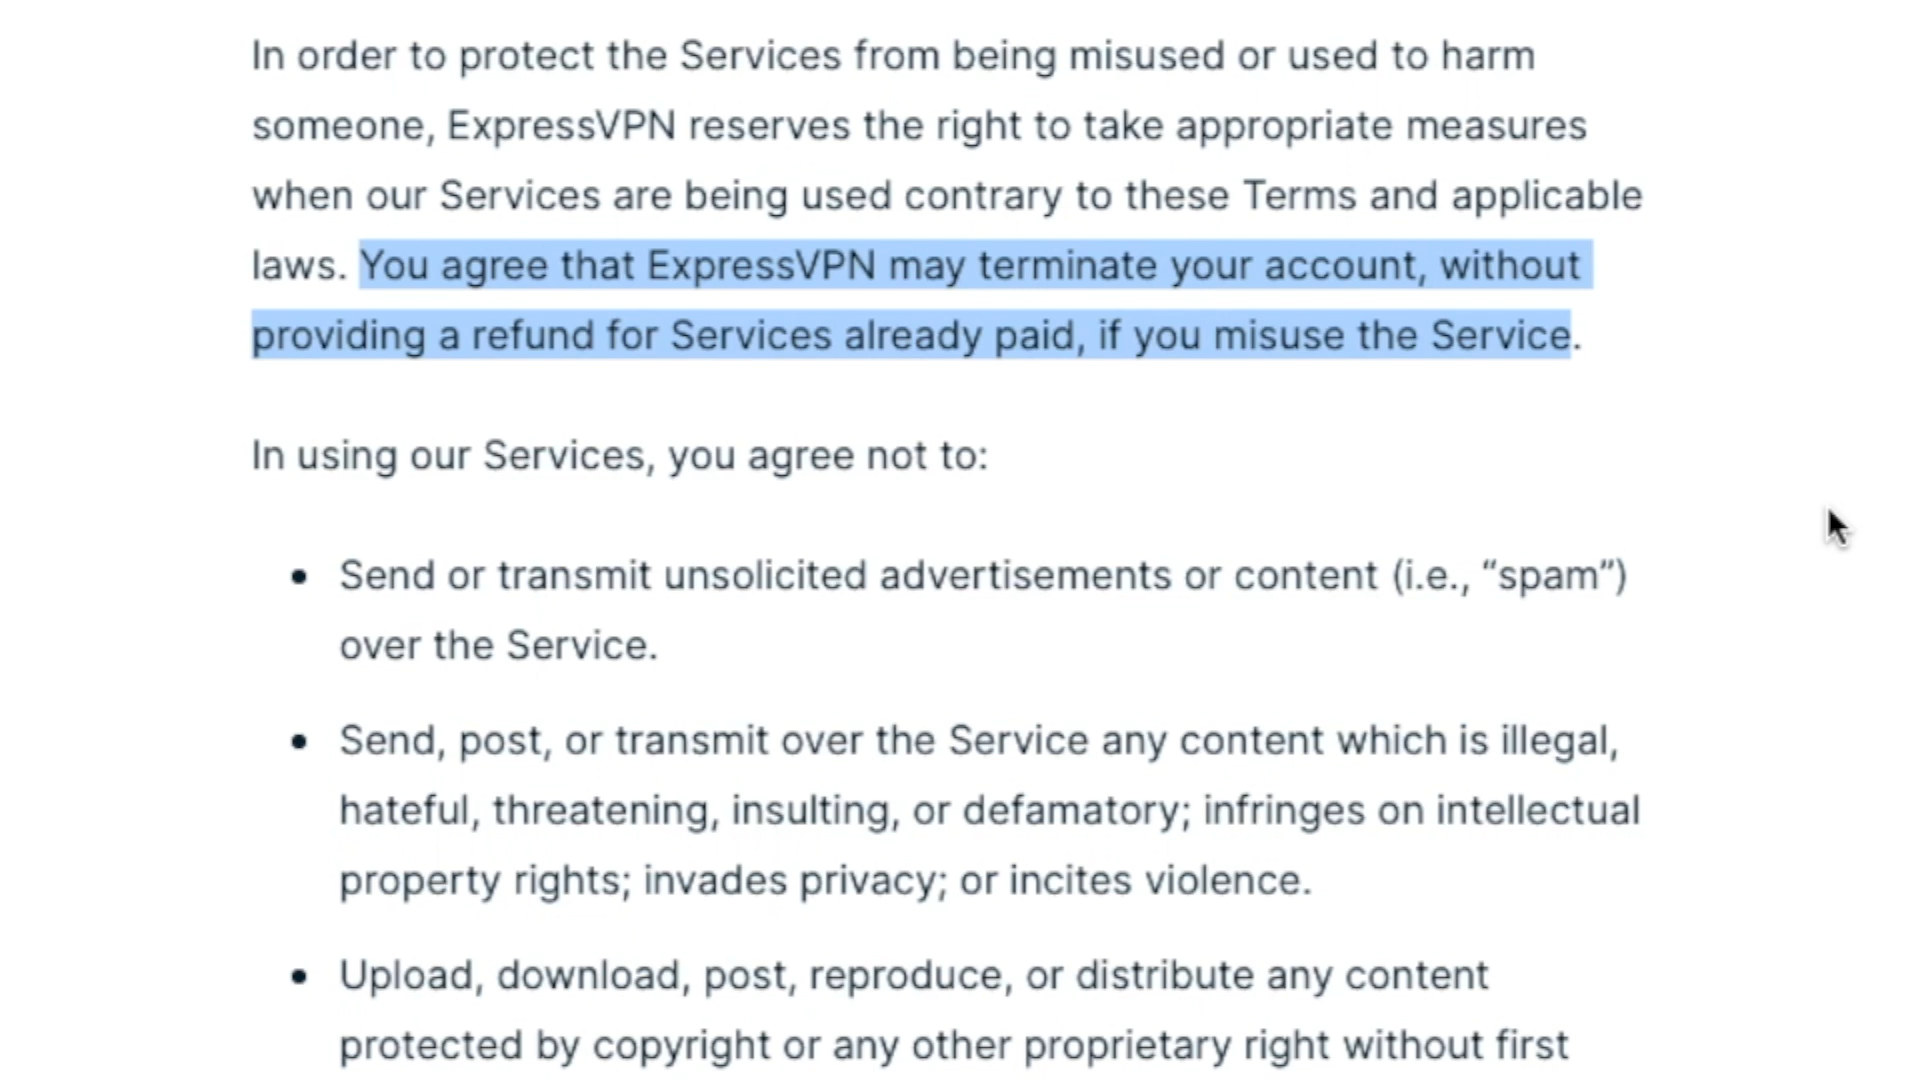 In order to protect the Services from being misused or used to harm
someone, ExpressVPN reserves the right to take appropriate measures
when our Services are being used contrary to these Terms and applicable
laws. You agree that ExpressVPN may terminate your account, without
providing a refund for Services already paid, if you misuse the Service.
In using our Services, you agree not to:
• Send or transmit unsolicited advertisements or content (i.e., “spam”)
over the Service.
• Send, post, or transmit over the Service any content which is illegal,
hateful, threatening, insulting, or defamatory; infringes on intellectual
property rights; invades privacy; or incites violence.
• Upload, download, post, reproduce, or distribute any content
protected by copyright or any other proprietary right without first